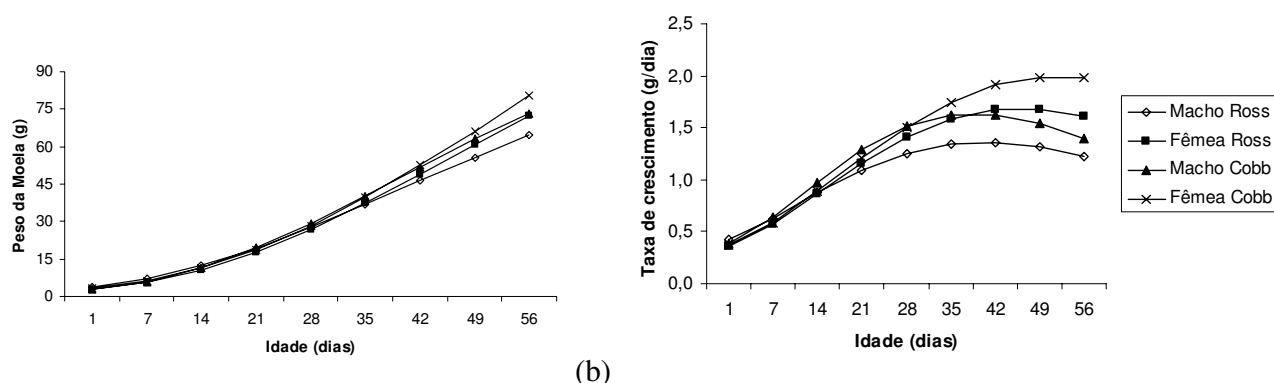 Peso da Moela (g)
90
75
60
45
30
15
0
1 7 14 21 28 35 42 49 56
Idade (dias)
(b)
Taxa de crescimento (g/dia)
2,5
2,0
1,5
1,0
0,5
0,0
1 7 14 21 28 35 42 49 56
Idade (dias)
Macho Ross
Fêmea Ross
Macho Cobb
Fêmea Cobb